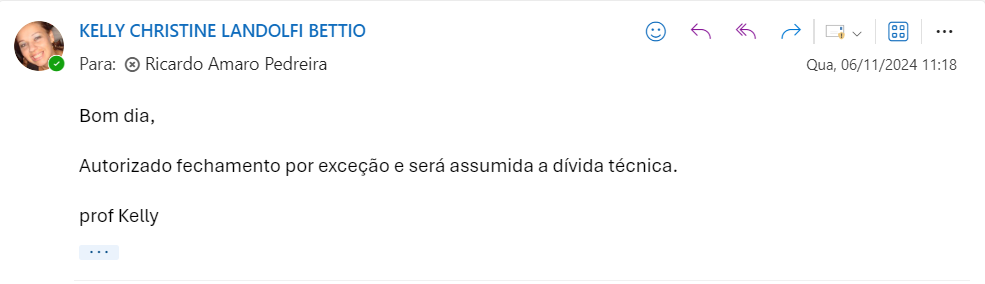 KELLY CHRISTINE LANDOLFI BETTIO
Para: Ricardo Amaro Pedreira
Qua, 06/11/2024 11:18
Bom dia,
Autorizado fechamento por exceção e será assumida a dívida técnica.
prof Kelly